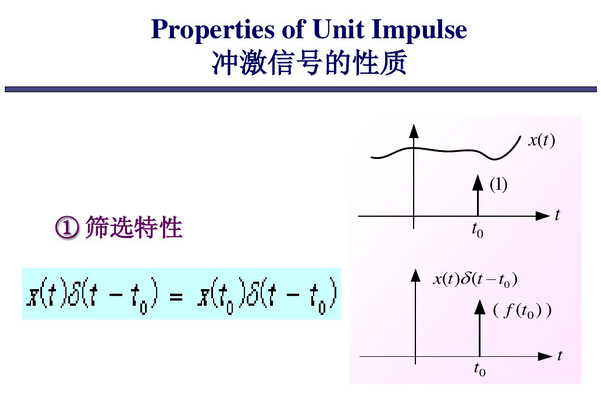 Properties of Unit Impulse
冲激信号的性质
① 筛选特性
x(t)δ(t − t₀) = x(t₀)δ(t − t₀)
x(t)
(1)
t
t₀
x(t)δ(t − t₀)
( f(t₀) )
t
t₀